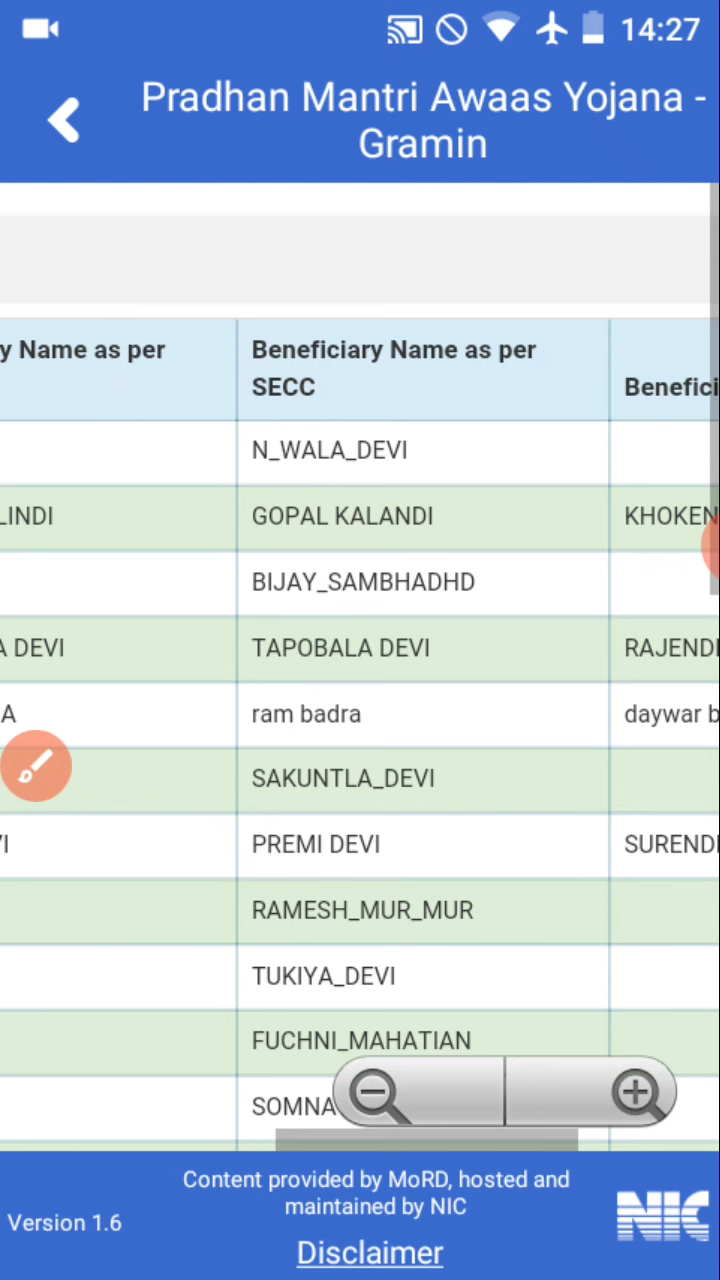 14:27
Pradhan Mantri Awaas Yojana -
Gramin
y Name as per
Beneficiary Name as per
SECC
Benefici
N_WALA_DEVI
LINDI GOPAL KALANDI KHOKEN
BIJAY_SAMBHADHD
A DEVI TAPOBALA DEVI RAJENDI
A ram badra daywar b
SAKUNTLA_DEVI
/I PREMI DEVI SURENDI
RAMESH_MUR_MUR
TUKIYA_DEVI
FUCHNI_MAHATIAN
SOMNA
Content provided by MoRD, hosted and
maintained by NIC
Version 1.6
Disclaimer
NIC